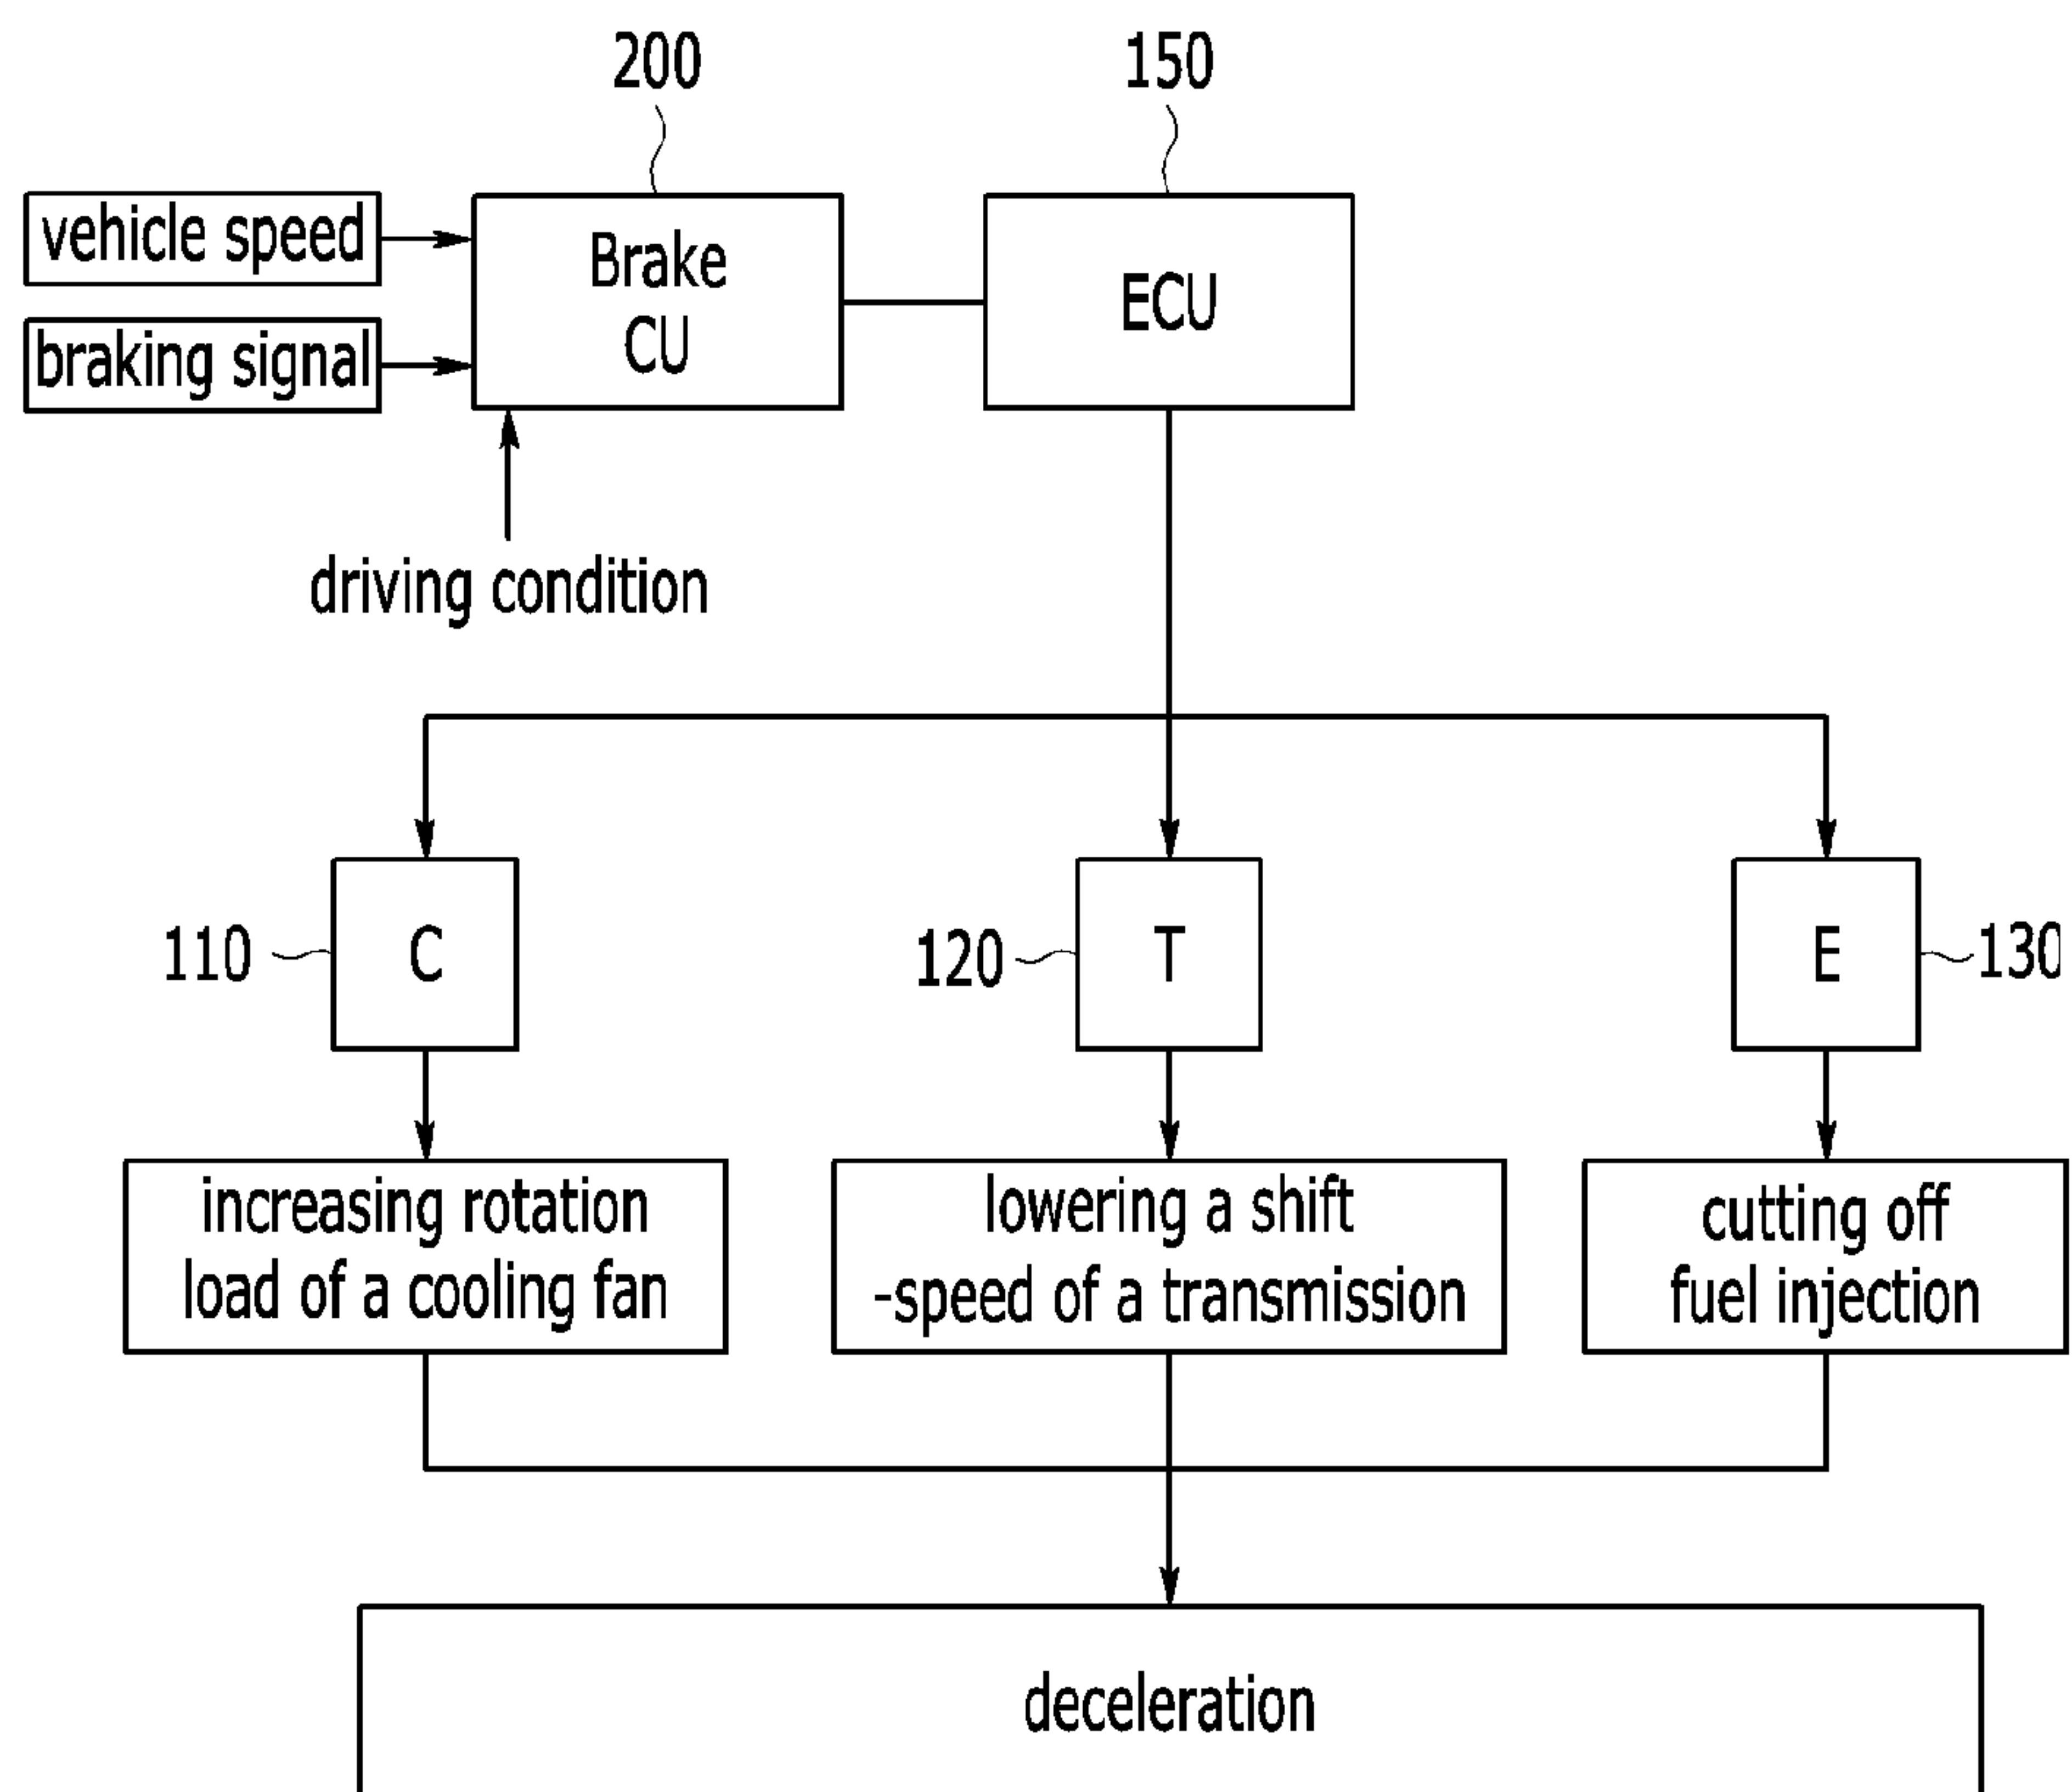 200
150
vehicle speed
braking signal
Brake
CU
ECU
driving condition
110
C
120
T
E
130
increasing rotation
load of a cooling fan
lowering a shift
-speed of a transmission
cutting off
fuel injection
deceleration